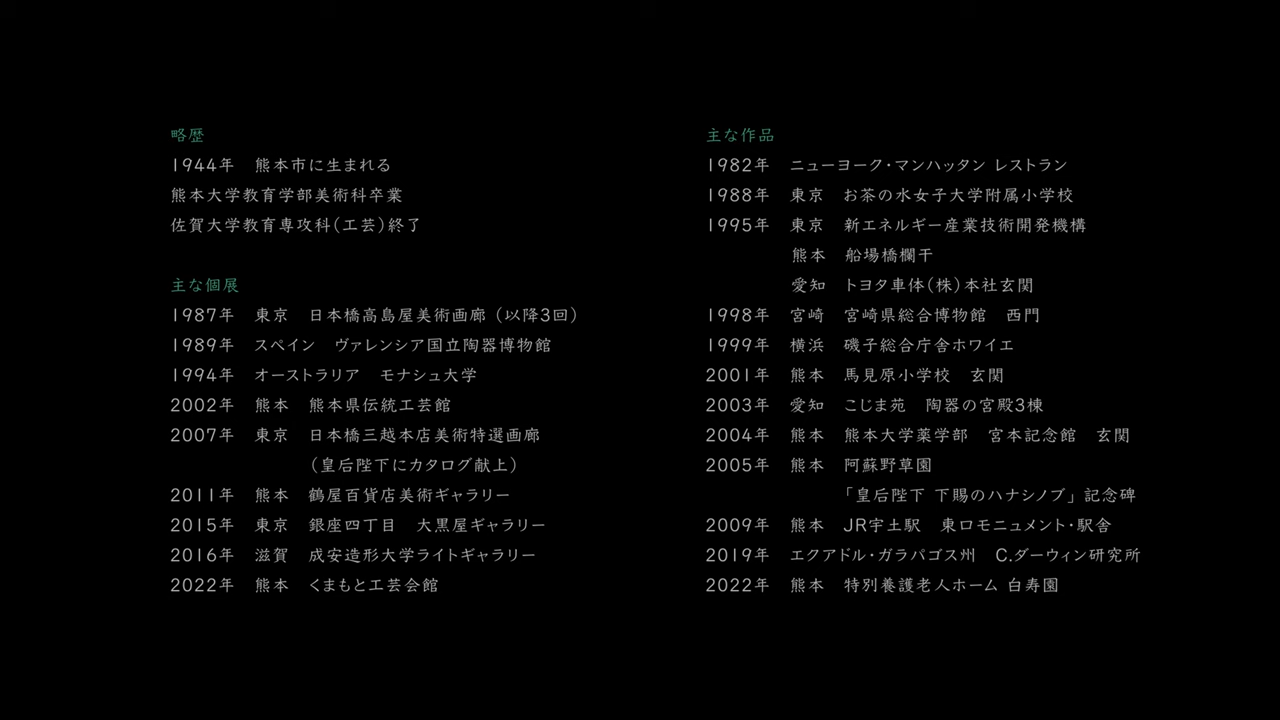 略歴
1944年　熊本市に生まれる
熊本大学教育学部美術科卒業
佐賀大学教育専攻科（工芸）終了
主な個展
1987年　東京　日本橋高島屋美術画廊（以降3回）
1989年　スペイン　ヴァレンシア国立陶器博物館
1994年　オーストラリア　モナシュ大学
2002年　熊本　熊本県伝統工芸館
2007年　東京　日本橋三越本店美術特選画廊
（皇后陛下にカタログ献上）
2011年　熊本　鶴屋百貨店美術ギャラリー
2015年　東京　銀座四丁目　大黒屋ギャラリー
2016年　滋賀　成安造形大学ライトギャラリー
2022年　熊本　くまもと工芸会館
主な作品
1982年　ニューヨーク・マンハッタン レストラン
1988年　東京　お茶の水女子大学附属小学校
1995年　東京　新エネルギー産業技術開発機構
熊本　船場橋欄干
愛知　トヨタ車体（株）本社玄関
1998年　宮崎　宮崎県総合博物館　西門
1999年　横浜　磯子総合庁舎ホワイエ
2001年　熊本　馬見原小学校　玄関
2003年　愛知　こじま苑　陶器の宮殿3棟
2004年　熊本　熊本大学薬学部　宮本記念館　玄関
2005年　熊本　阿蘇野草園
「皇后陛下 下賜のハナシノブ」記念碑
2009年　熊本　JR宇土駅　東口モニュメント・駅舎
2019年　エクアドル・ガラパゴス州　C.ダーウィン研究所
2022年　熊本　特別養護老人ホーム 白寿園